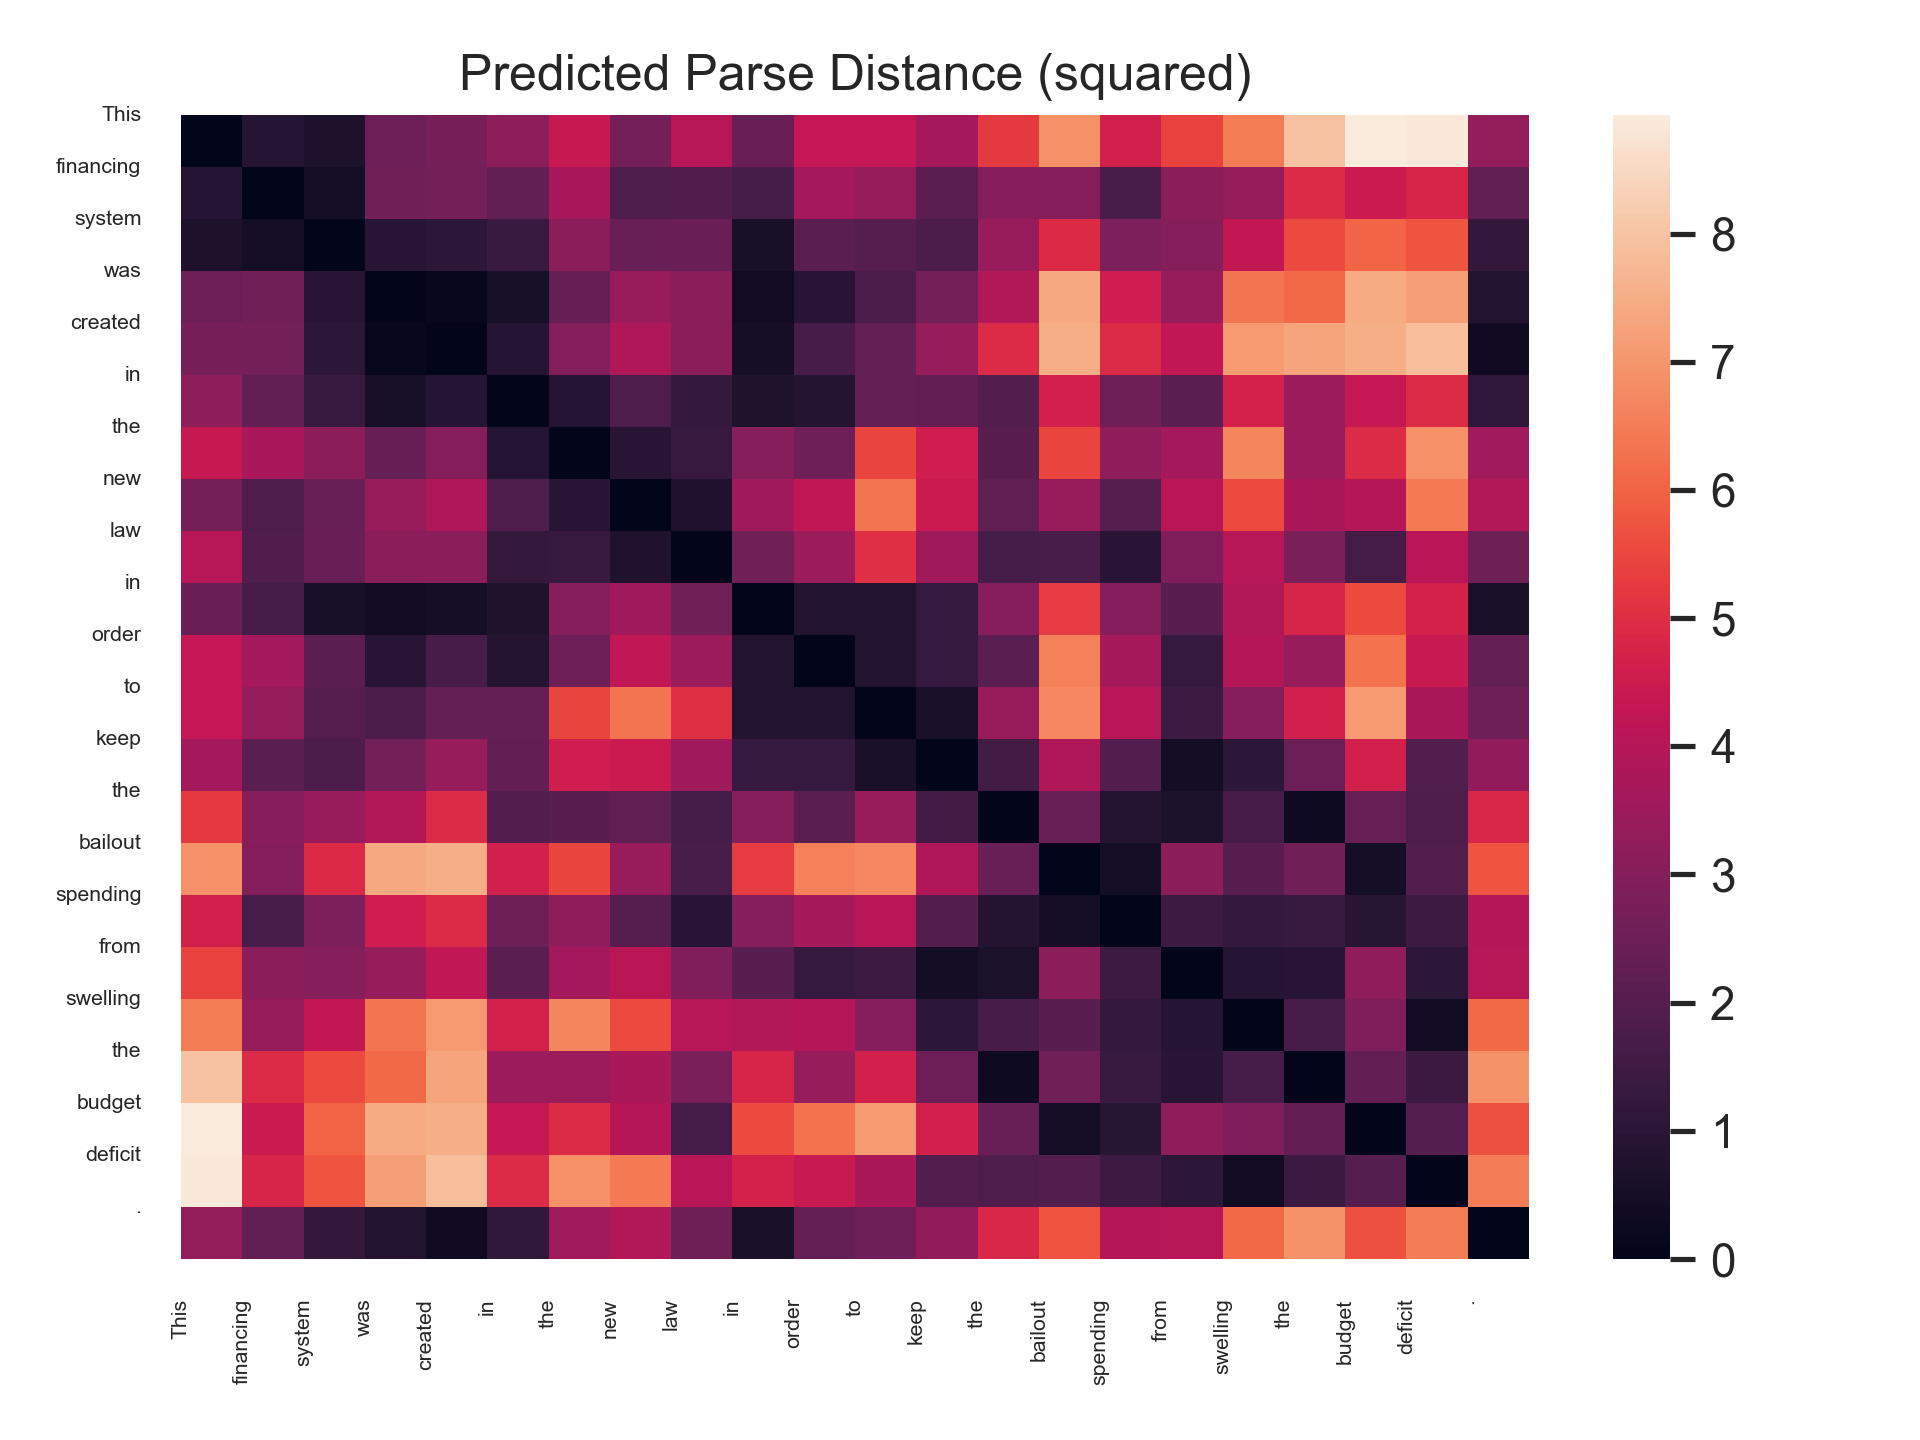 Predicted Parse Distance (squared)
This
financing
system
was
created
in
the
new
law
in
order
to
keep
the
bailout
spending
from
swelling
the
budget
deficit
.
8
7
6
5
4
3
2
1
0
This
financing
system
was
created
in
the
new
law
in
order
to
keep
the
bailout
spending
from
swelling
the
budget
deficit
.